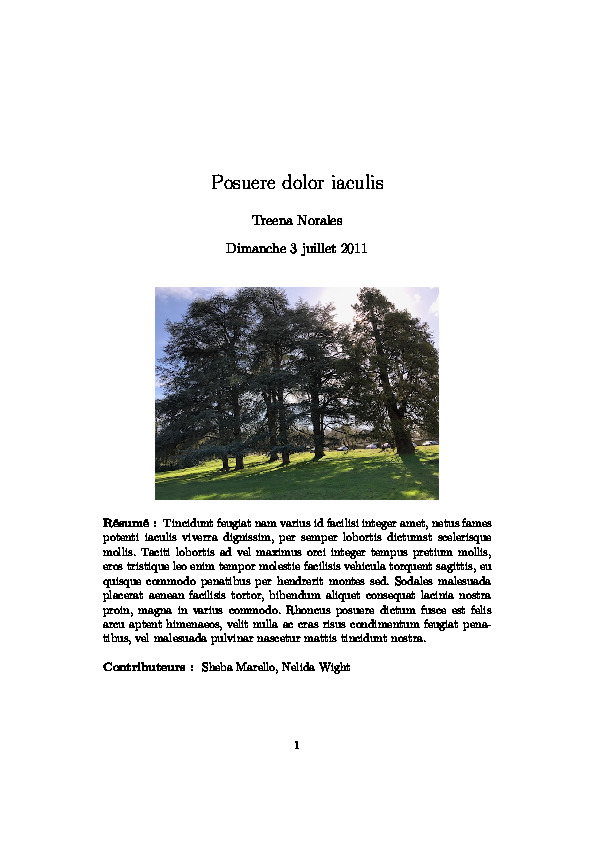 Posuere dolor iaculis
Treena Norales
Dimanche 3 juillet 2011
Résumé : Tincidunt feugiat nam varius id facilisi integer amet, netus fames
potenti iaculis viverra dignissim, per semper lobortis dictumst scelerisque
mollis. Taciti lobortis ad vel maximus orci integer tempus pretium mollis,
eros tristique leo enim tempor molestie facilisis vehicula torquent sagittis, eu
quisque commodo penatibus per hendrerit montes sed. Sodales malesuada
placerat aenean facilisis tortor, bibendum aliquet consequat lacinia nostra
proin, magna in varius commodo. Rhoncus posuere dictum fusce est felis
arcu aptent himenaeos, velit nulla ac cras risus condimentum feugiat pena-
tibus, vel malesuada pulvinar nascetur mattis tincidunt nostra.
Contributeurs : Sheba Marello, Nelida Wight
1